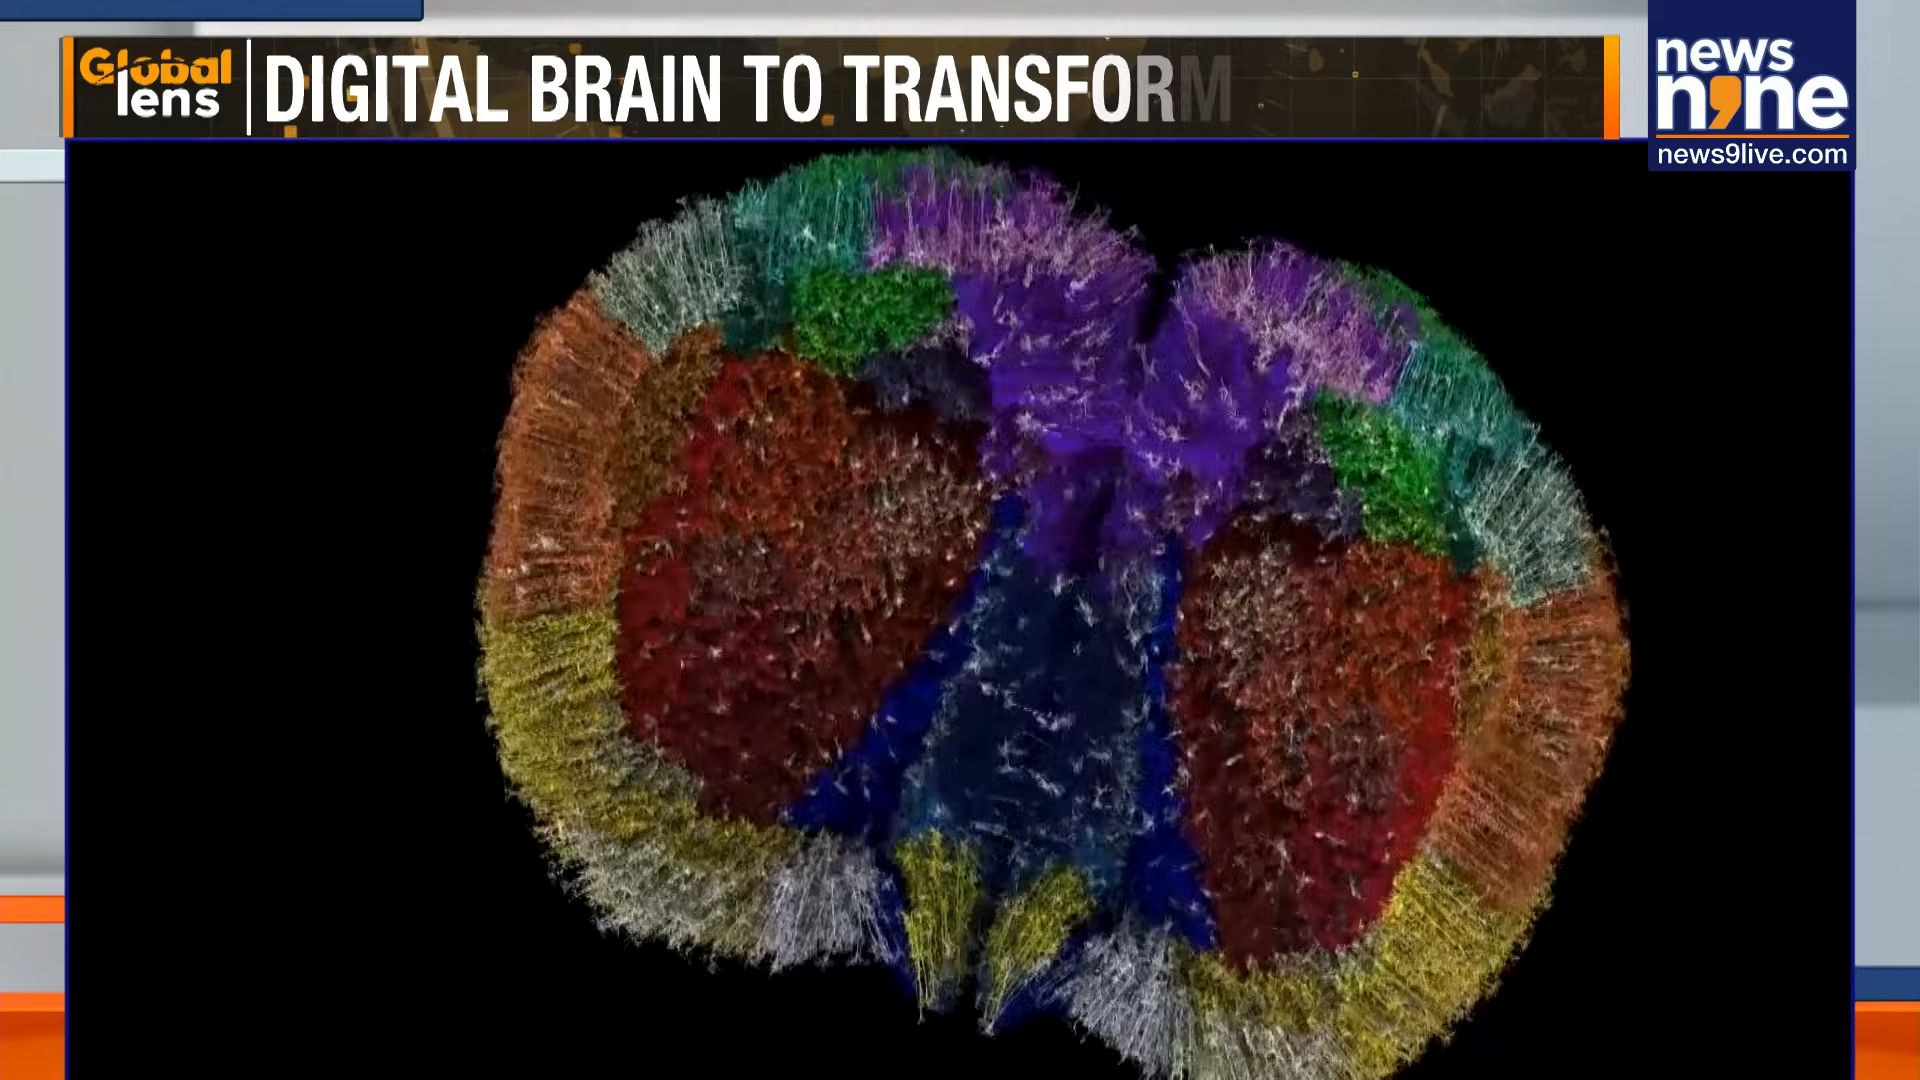 Global
lens
DIGITAL BRAIN TO TRANSFORM
news
nine
news9live.com